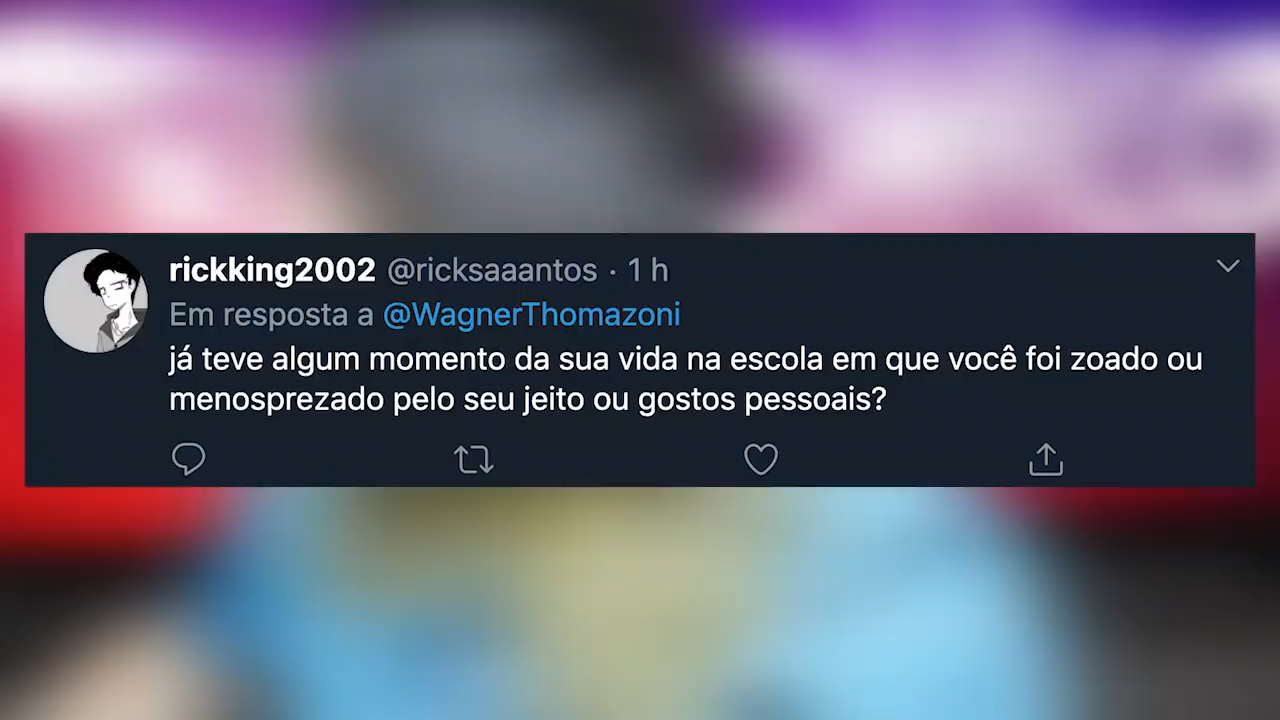 rickking2002 @ricksaaantos · 1 h
Em resposta a @WagnerThomazoni
já teve algum momento da sua vida na escola em que você foi zoado ou
menosprezado pelo seu jeito ou gostos pessoais?